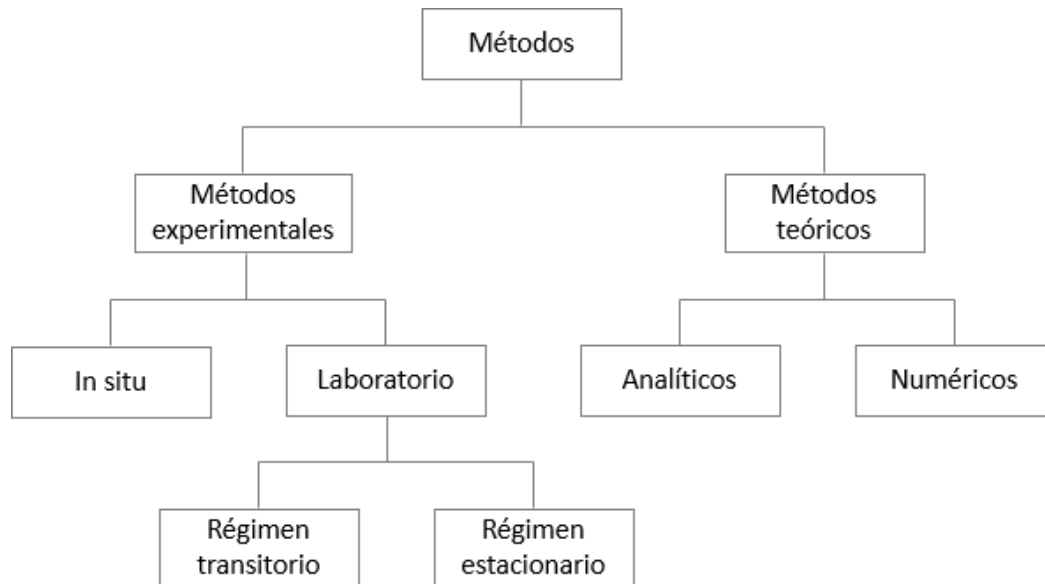 Métodos
Métodos
experimentales
Métodos
teóricos
In situ
Laboratorio
Analíticos
Numéricos
Régimen
transitorio
Régimen
estacionario